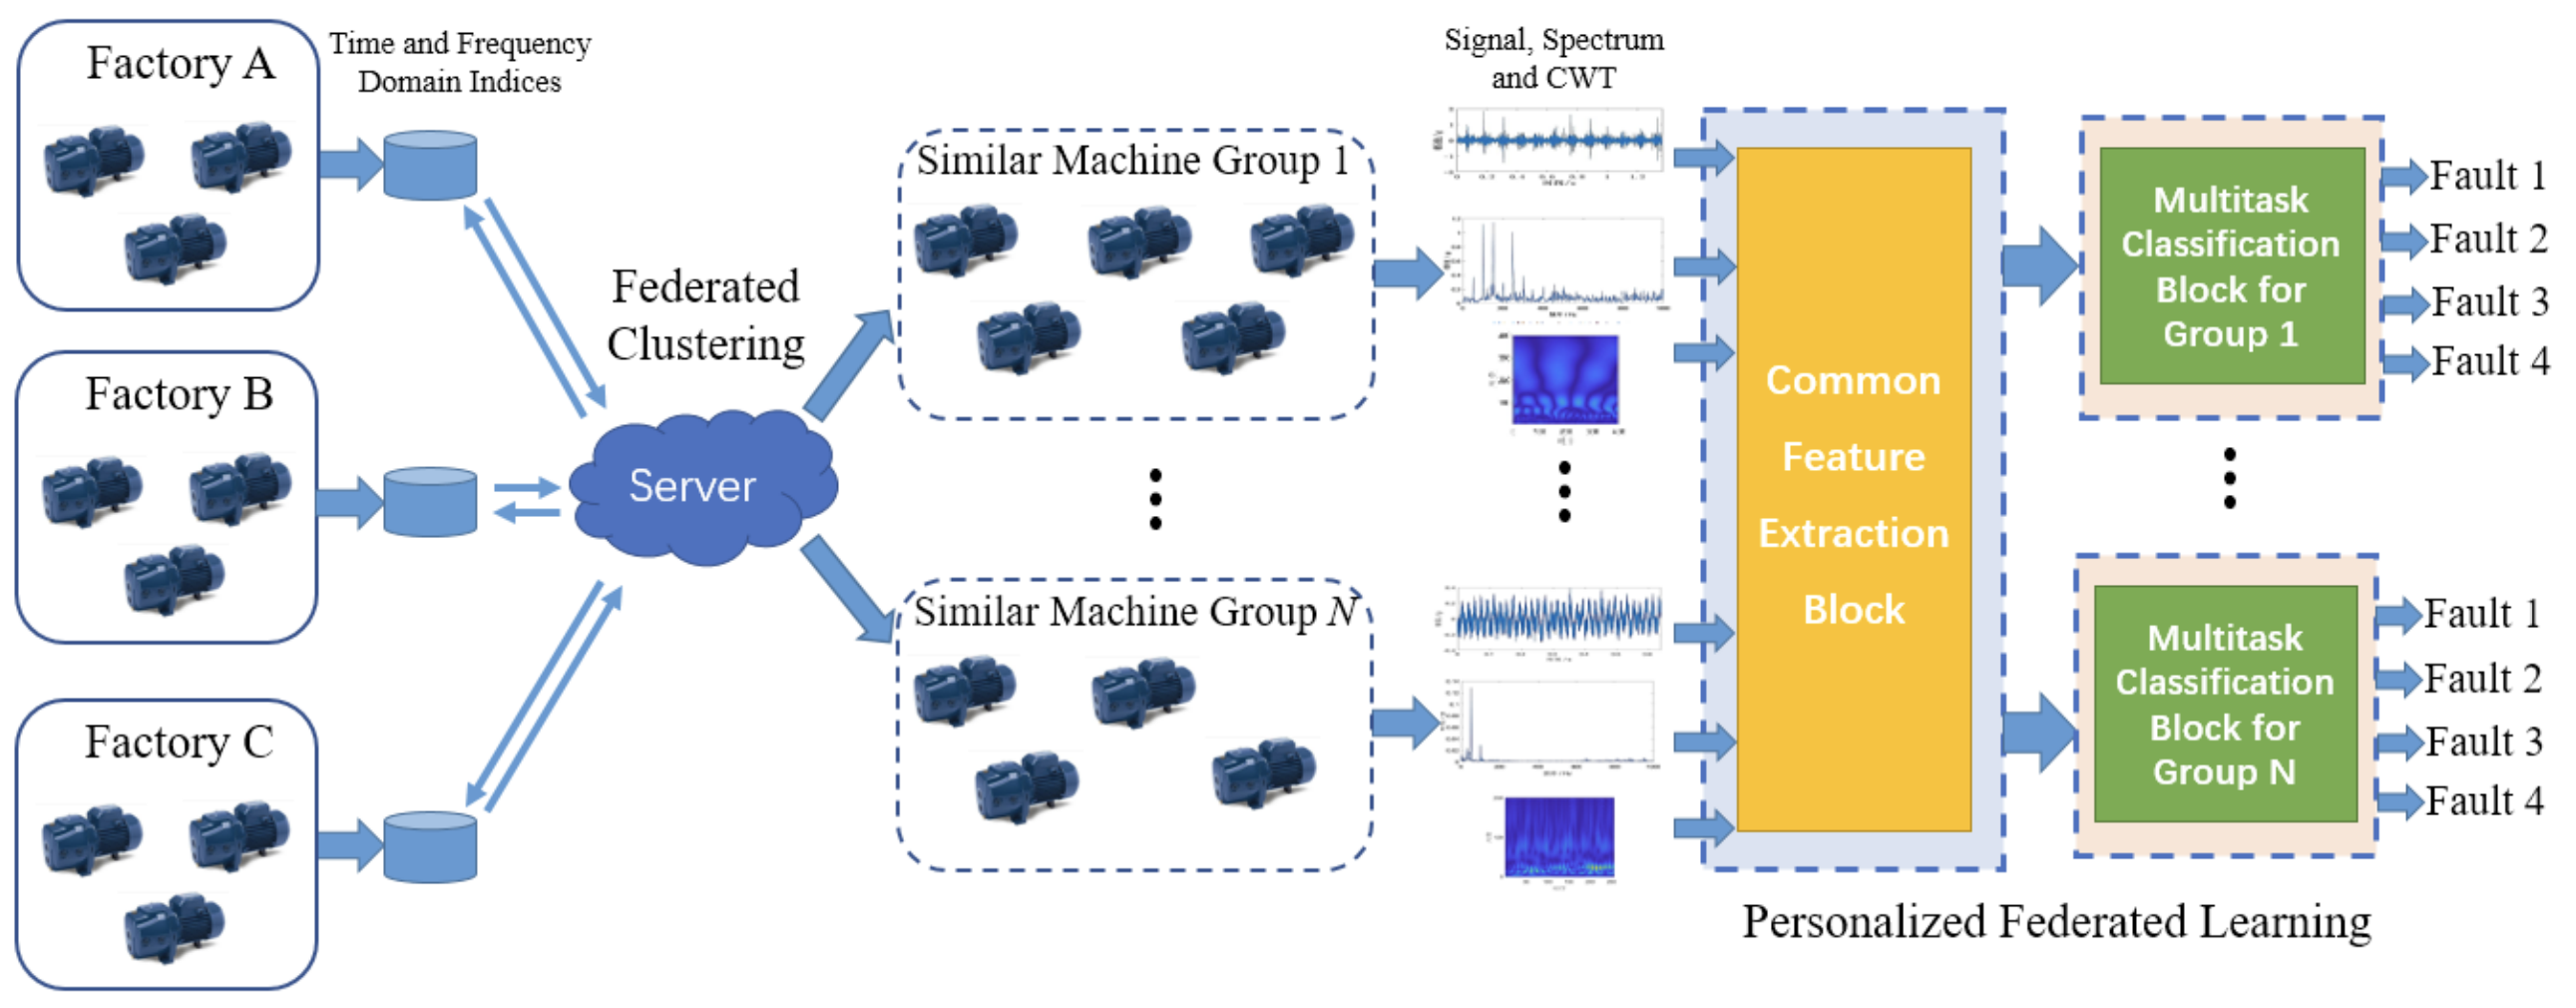 Factory A
Time and Frequency
Domain Indices
Factory B
Factory C
Federated
Clustering
Server
Similar Machine Group 1
Similar Machine Group N
Signal, Spectrum
and CWT
Common
Feature
Extraction
Block
Multitask
Classification
Block for
Group 1
Fault 1
Fault 2
Fault 3
Fault 4
Multitask
Classification
Block for
Group N
Fault 1
Fault 2
Fault 3
Fault 4
Personalized Federated Learning